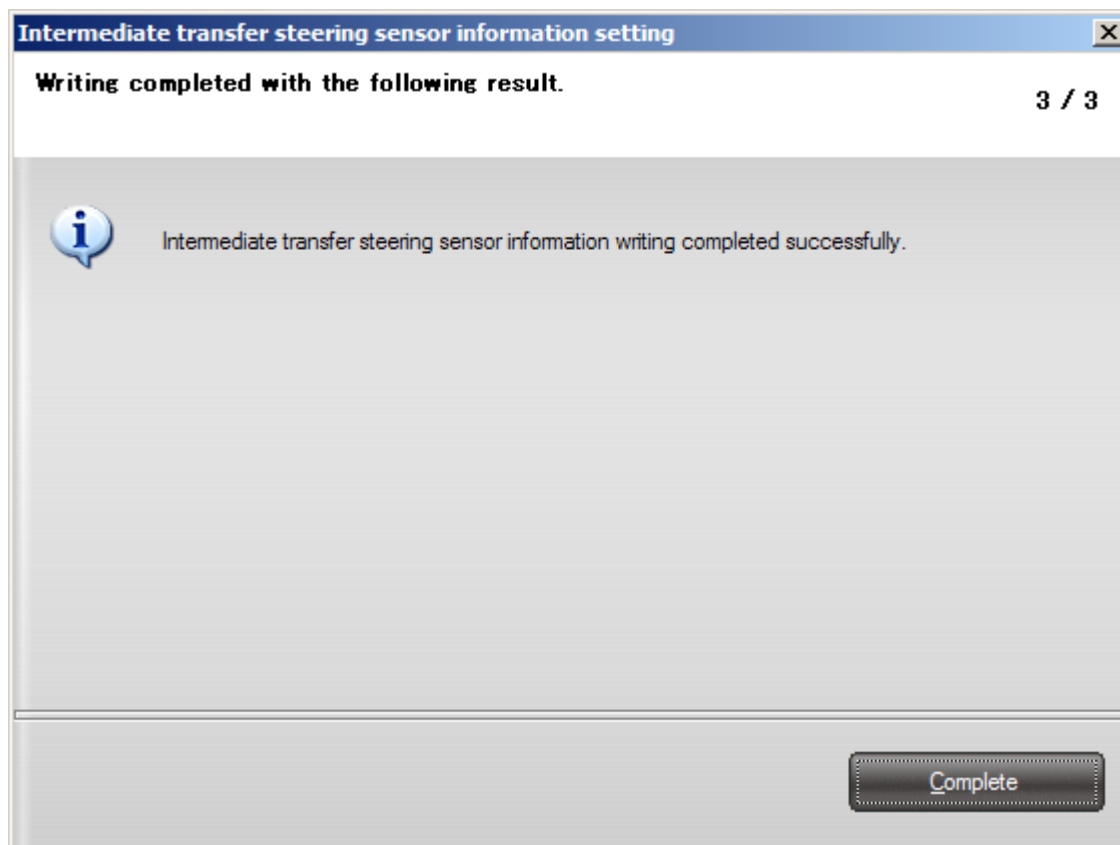 Intermediate transfer steering sensor information setting
Writing completed with the following result.
3 / 3
Intermediate transfer steering sensor information writing completed successfully.
Complete